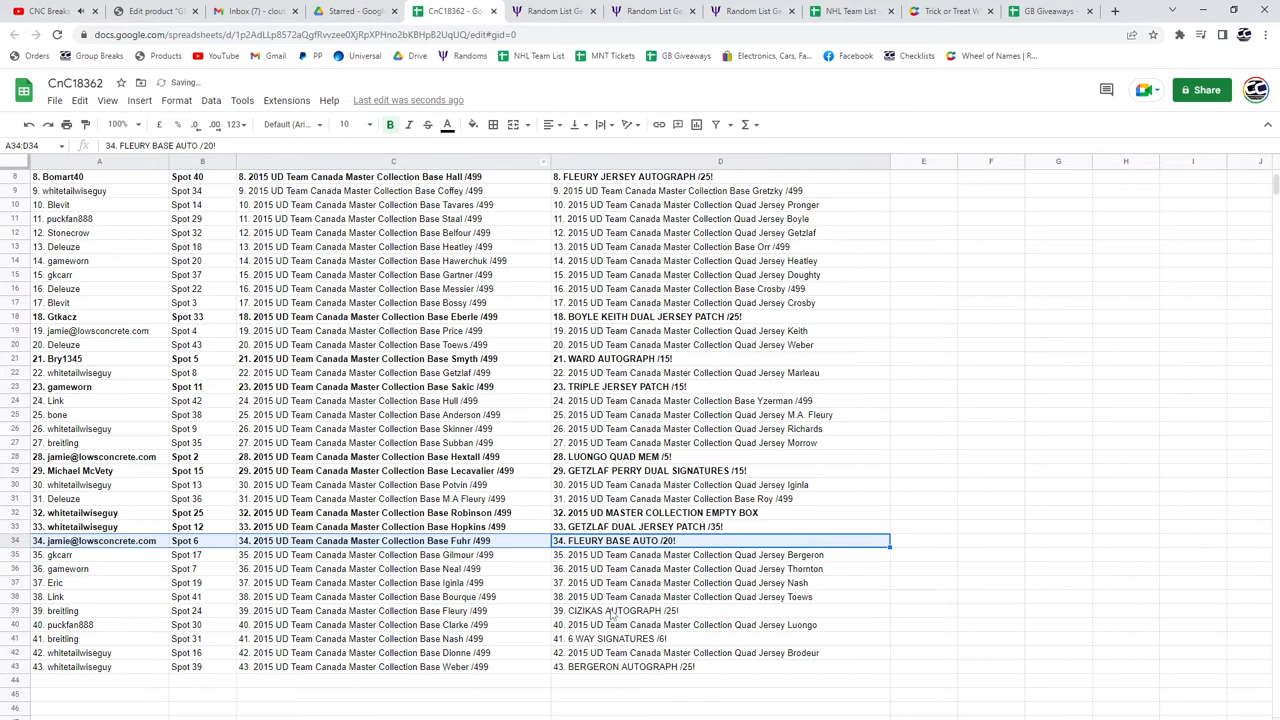 CNC Breaks
Edit product "G
Inbox (7) - clout
Starred - Google
CnC18362 - Goo
Random List Ge
Random List Ge
Random List Ge
NHL Team List -
Trick or Treat W
GB Giveaways -
docs.google.com/spreadsheets/d/1p2AdLLp8572aQgfRvvzee0XjRpXPHno2bKBHpB2UqUQ/edit#gid=0
Orders Group Breaks Products YouTube Gmail PP Universal Drive Randoms NHL Team List MNT Tickets GB Giveaways Electronics, Cars, Fa... Facebook Checklists Wheel of Names | R...
CnC18362 Saving...
File Edit View Insert Format Data Tools Extensions Help Last edit was seconds ago
Share
100% £ % .0 .00 123 Default (Ari... 10 B I S A
A34:D34 fx 34. FLEURY BASE AUTO /20!
A B C D E F G H I J
8 8. Bomart40 Spot 40 8. 2015 UD Team Canada Master Collection Base Hall /499 8. FLEURY JERSEY AUTOGRAPH /25!
9 9. whitetailwiseguy Spot 34 9. 2015 UD Team Canada Master Collection Base Coffey /499 9. 2015 UD Team Canada Master Collection Base Gretzky /499
10 10. Blevit Spot 14 10. 2015 UD Team Canada Master Collection Base Tavares /499 10. 2015 UD Team Canada Master Collection Quad Jersey Pronger
11 11. puckfan888 Spot 29 11. 2015 UD Team Canada Master Collection Base Staal /499 11. 2015 UD Team Canada Master Collection Quad Jersey Boyle
12 12. Stonecrow Spot 32 12. 2015 UD Team Canada Master Collection Base Belfour /499 12. 2015 UD Team Canada Master Collection Quad Jersey Getzlaf
13 13. Deleuze Spot 18 13. 2015 UD Team Canada Master Collection Base Heatley /499 13. 2015 UD Team Canada Master Collection Base Orr /499
14 14. gameworn Spot 20 14. 2015 UD Team Canada Master Collection Base Hawerchuk /499 14. 2015 UD Team Canada Master Collection Quad Jersey Heatley
15 15. gkcarr Spot 37 15. 2015 UD Team Canada Master Collection Base Gartner /499 15. 2015 UD Team Canada Master Collection Quad Jersey Doughty
16 16. Deleuze Spot 22 16. 2015 UD Team Canada Master Collection Base Messier /499 16. 2015 UD Team Canada Master Collection Base Crosby /499
17 17. Blevit Spot 3 17. 2015 UD Team Canada Master Collection Base Bossy /499 17. 2015 UD Team Canada Master Collection Quad Jersey Crosby
18 18. Gtkacz Spot 33 18. 2015 UD Team Canada Master Collection Base Eberle /499 18. BOYLE KEITH DUAL JERSEY PATCH /25!
19 19. jamie@lowsconcrete.com Spot 4 19. 2015 UD Team Canada Master Collection Base Price /499 19. 2015 UD Team Canada Master Collection Quad Jersey Keith
20 20. Deleuze Spot 43 20. 2015 UD Team Canada Master Collection Base Toews /499 20. 2015 UD Team Canada Master Collection Quad Jersey Weber
21 21. Bry1345 Spot 5 21. 2015 UD Team Canada Master Collection Base Smyth /499 21. WARD AUTOGRAPH /15!
22 22. whitetailwiseguy Spot 8 22. 2015 UD Team Canada Master Collection Base Getzlaf /499 22. 2015 UD Team Canada Master Collection Quad Jersey Marleau
23 23. gameworn Spot 11 23. 2015 UD Team Canada Master Collection Base Sakic /499 23. TRIPLE JERSEY PATCH /15!
24 24. Link Spot 42 24. 2015 UD Team Canada Master Collection Base Hull /499 24. 2015 UD Team Canada Master Collection Base Yzerman /499
25 25. bone Spot 38 25. 2015 UD Team Canada Master Collection Base Anderson /499 25. 2015 UD Team Canada Master Collection Quad Jersey M.A. Fleury
26 26. whitetailwiseguy Spot 9 26. 2015 UD Team Canada Master Collection Base Skinner /499 26. 2015 UD Team Canada Master Collection Quad Jersey Richards
27 27. breitling Spot 35 27. 2015 UD Team Canada Master Collection Base Subban /499 27. 2015 UD Team Canada Master Collection Quad Jersey Morrow
28 28. jamie@lowsconcrete.com Spot 2 28. 2015 UD Team Canada Master Collection Base Hextall /499 28. LUONGO QUAD MEM /5!
29 29. Michael McVety Spot 15 29. 2015 UD Team Canada Master Collection Base Lecavalier /499 29. GETZLAF PERRY DUAL SIGNATURES /15!
30 30. whitetailwiseguy Spot 13 30. 2015 UD Team Canada Master Collection Base Potvin /499 30. 2015 UD Team Canada Master Collection Quad Jersey Iginla
31 31. Deleuze Spot 36 31. 2015 UD Team Canada Master Collection Base M.A Fleury /499 31. 2015 UD Team Canada Master Collection Base Roy /499
32 32. whitetailwiseguy Spot 25 32. 2015 UD Team Canada Master Collection Base Robinson /499 32. 2015 UD MASTER COLLECTION EMPTY BOX
33 33. whitetailwiseguy Spot 12 33. 2015 UD Team Canada Master Collection Base Hopkins /499 33. GETZLAF DUAL JERSEY PATCH /35!
34 34. jamie@lowsconcrete.com Spot 6 34. 2015 UD Team Canada Master Collection Base Fuhr /499 34. FLEURY BASE AUTO /20!
35 35. gkcarr Spot 17 35. 2015 UD Team Canada Master Collection Base Gilmour /499 35. 2015 UD Team Canada Master Collection Quad Jersey Bergeron
36 36. gameworn Spot 7 36. 2015 UD Team Canada Master Collection Base Neal /499 36. 2015 UD Team Canada Master Collection Quad Jersey Thornton
37 37. Eric Spot 19 37. 2015 UD Team Canada Master Collection Base Iginla /499 37. 2015 UD Team Canada Master Collection Quad Jersey Nash
38 38. Link Spot 41 38. 2015 UD Team Canada Master Collection Base Bourque /499 38. 2015 UD Team Canada Master Collection Quad Jersey Toews
39 39. breitling Spot 24 39. 2015 UD Team Canada Master Collection Base Fleury /499 39. CIZIKAS AUTOGRAPH /25!
40 40. puckfan888 Spot 30 40. 2015 UD Team Canada Master Collection Base Clarke /499 40. 2015 UD Team Canada Master Collection Quad Jersey Luongo
41 41. breitling Spot 31 41. 2015 UD Team Canada Master Collection Base Nash /499 41. 6 WAY SIGNATURES /6!
42 42. whitetailwiseguy Spot 16 42. 2015 UD Team Canada Master Collection Base Dionne /499 42. 2015 UD Team Canada Master Collection Quad Jersey Brodeur
43 43. whitetailwiseguy Spot 39 43. 2015 UD Team Canada Master Collection Base Weber /499 43. BERGERON AUTOGRAPH /25!
44
45
46